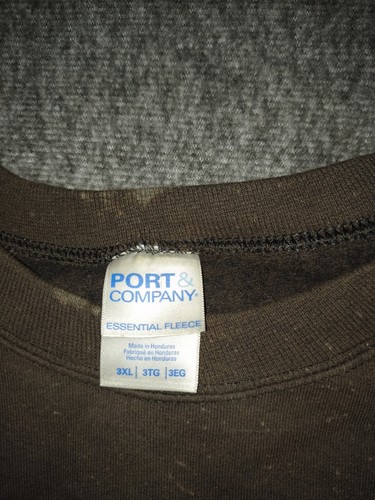 PORT &
COMPANY®
ESSENTIAL FLEECE
Made in Honduras
Fabriqué au Honduras
Hecho en Honduras
3XL | 3TG | 3EG